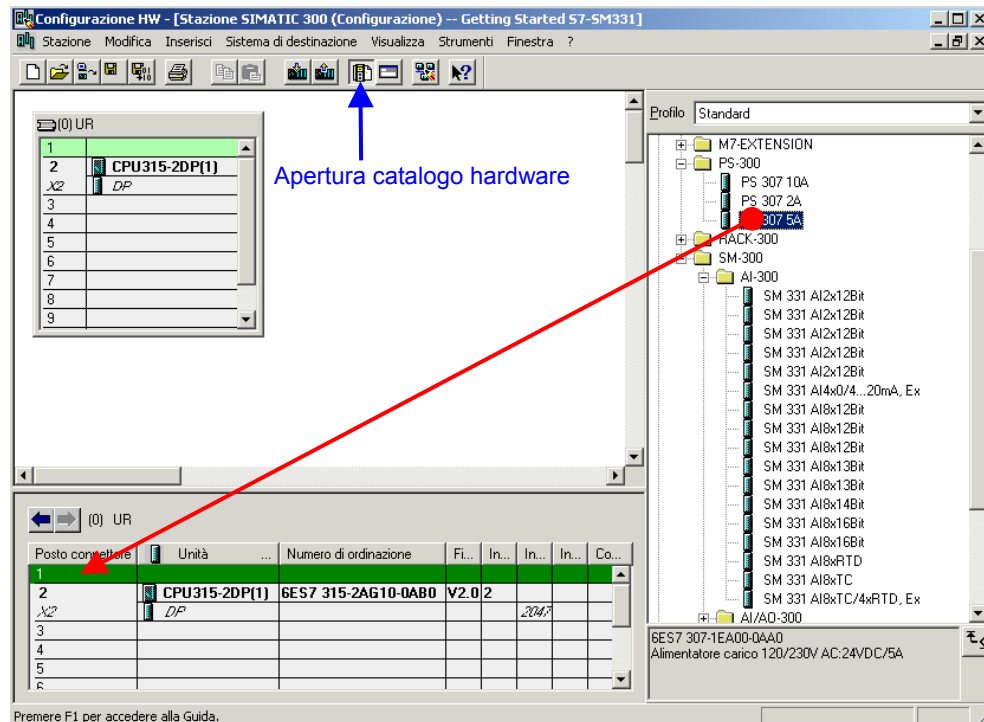 Configurazione HW - [Stazione SIMATIC 300 (Configurazione) -- Getting Started S7-SM331]
Stazione Modifica Inserisci Sistema di destinazione Visualizza Strumenti Finestra ?
(0) UR
1
2 CPU315-2DP(1)
X2 DP
3
4
5
6
7
8
9
Apertura catalogo hardware
Profilo Standard
M7-EXTENSION
PS-300
PS 307 10A
PS 307 2A
307 5A
RACK-300
SM-300
AI-300
SM 331 AI2x12Bit
SM 331 AI2x12Bit
SM 331 AI2x12Bit
SM 331 AI2x12Bit
SM 331 AI2x12Bit
SM 331 AI4x0/4...20mA, Ex
SM 331 AI8x12Bit
SM 331 AI8x12Bit
SM 331 AI8x12Bit
SM 331 AI8x13Bit
SM 331 AI8x13Bit
SM 331 AI8x14Bit
SM 331 AI8x16Bit
SM 331 AI8x16Bit
SM 331 AI8xRTD
SM 331 AI8xTC
SM 331 AI8xTC/4xRTD, Ex
AI/AO-300
6ES7 307-1EA00-0AA0
Alimentatore carico 120/230V AC:24VDC/5A
(0) UR
Posto connettore Unità ... Numero di ordinazione Fi... In... In... In... Co...
1
2 CPU315-2DP(1) 6ES7 315-2AG10-0AB0 V2.0 2
X2 DP 2047
3
4
5
6
Premere F1 per accedere alla Guida.